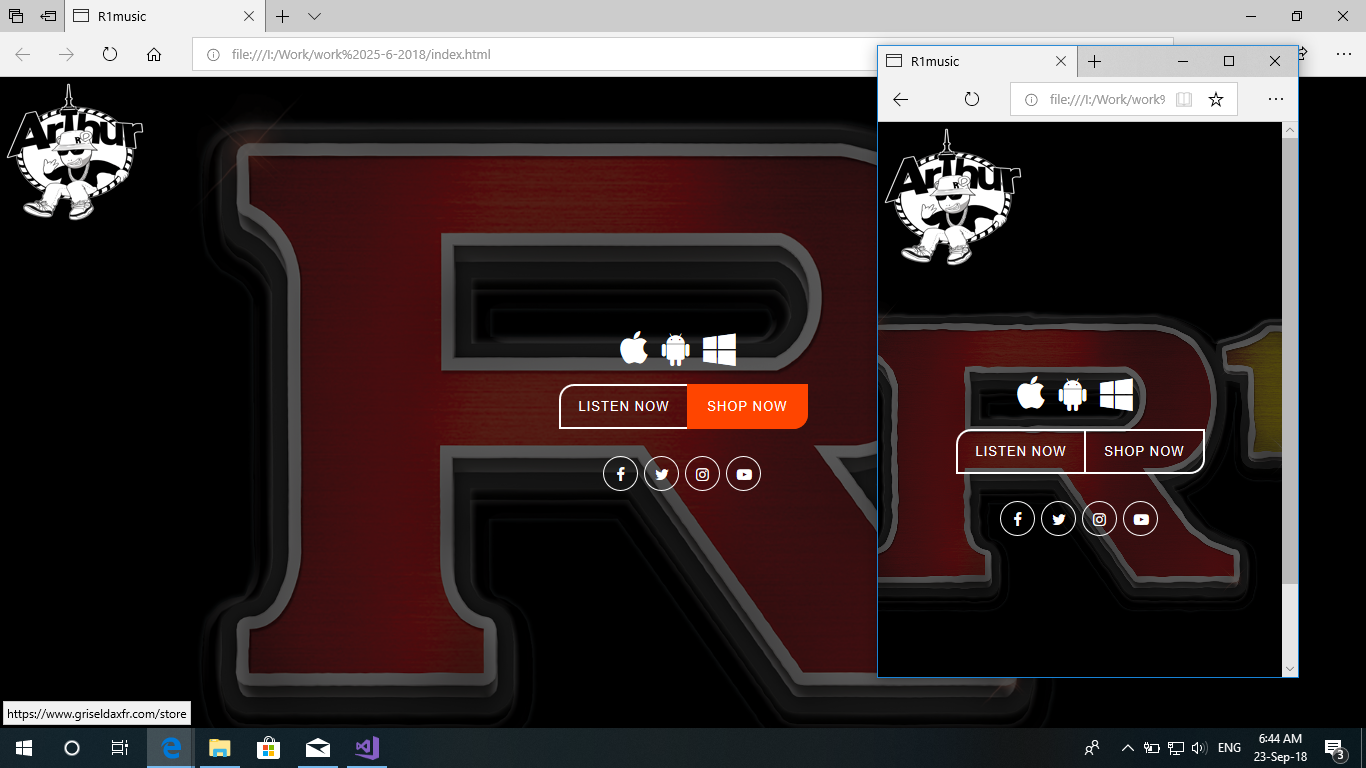 R1music
file:///I:/Work/work%2025-6-2018/index.html
ArThur
R
LISTEN NOW SHOP NOW
https://www.griseldaxfr.com/store
R1music
file:///I:/Work/work%
ArThur
R
R1
LISTEN NOW SHOP NOW
ENG
6:44 AM
23-Sep-18
3